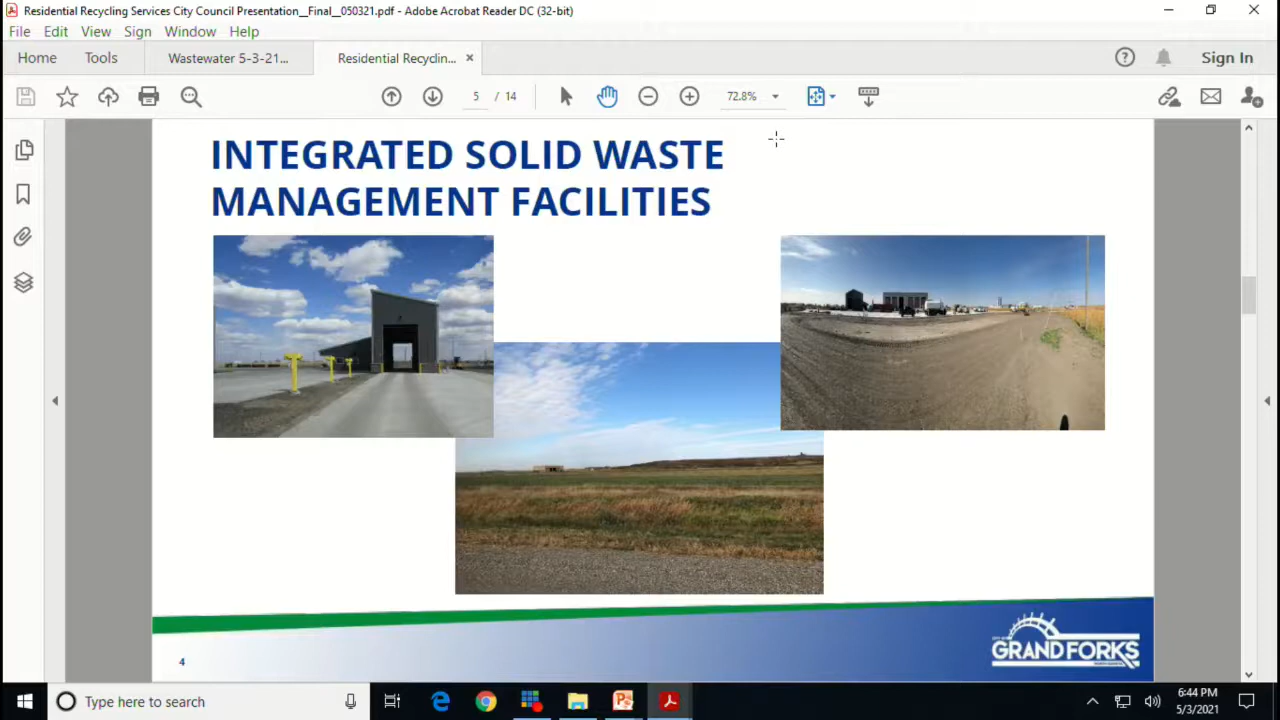 Residential Recycling Services City Council Presentation__Final__050321.pdf - Adobe Acrobat Reader DC (32-bit)
File Edit View Sign Window Help
Home Tools Wastewater 5-3-21... Residential Recyclin... Sign In
5 / 14 72.8%
INTEGRATED SOLID WASTE
MANAGEMENT FACILITIES
GRAND FORKS
4
Type here to search
6:44 PM
5/3/2021